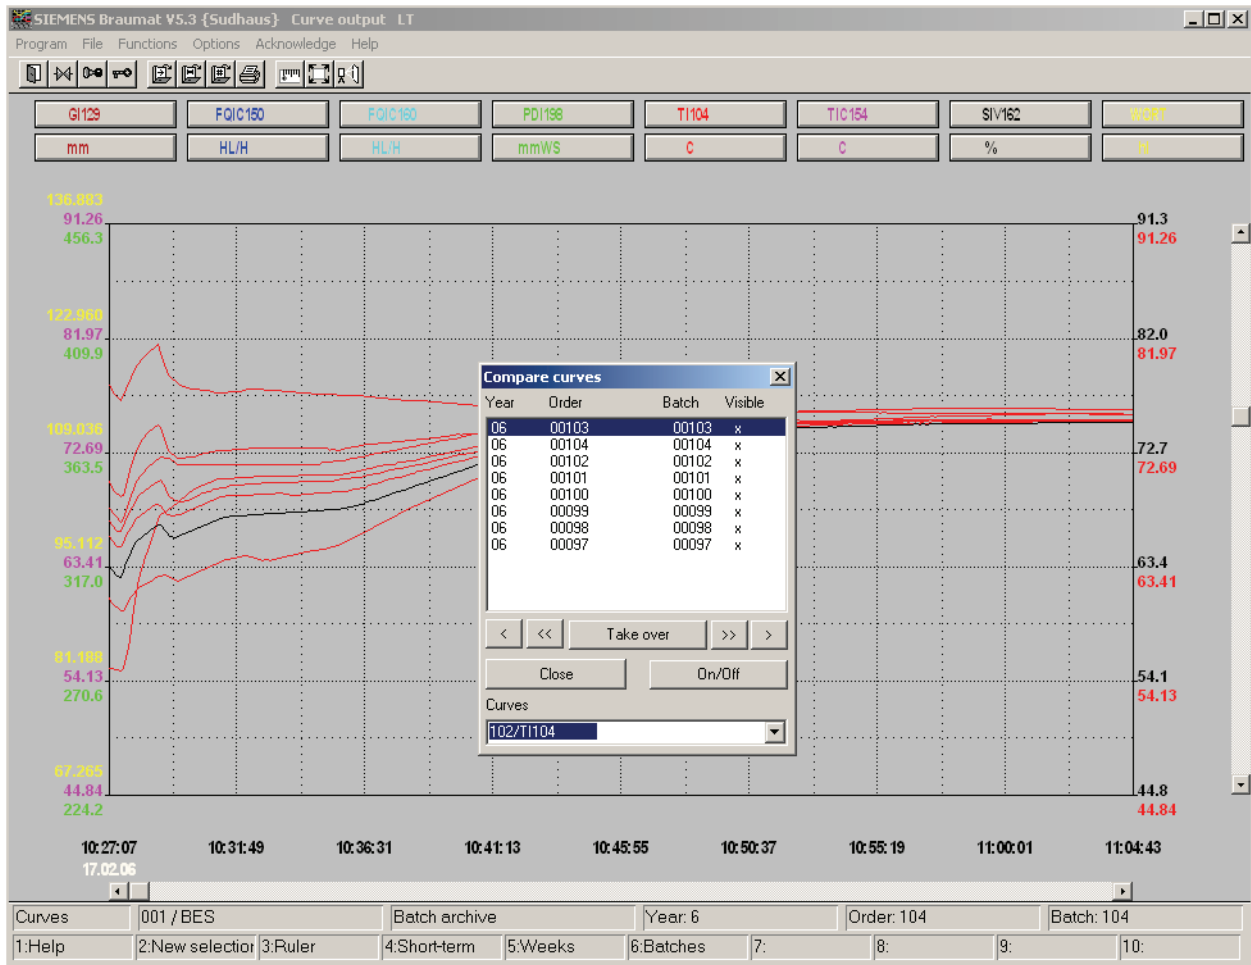 SIEMENS Braumat V5.3 {Sudhaus} Curve output LT
Program File Functions Options Acknowledge Help
GI129 FQIC150 FQIC160 PDI198 TI104 TIC154 SIV162 WORT
mm HL/H HL/H mmWS C C % m
136.883
91.26 91.3
456.3 91.26
122.960
81.97 82.0
409.9 81.97
Compare curves
Year Order Batch Visible
06 00103 00103 x
06 00104 00104 x
06 00102 00102 x
06 00101 00101 x
06 00100 00100 x
06 00099 00099 x
06 00098 00098 x
06 00097 00097 x
< << Take over >> >
Close On/Off
Curves
102/TI104
109.036
72.69 72.7
363.5 72.69
95.112
63.41 63.4
317.0 63.41
81.188
54.13 54.1
270.6 54.13
67.265
44.84 44.8
224.2 44.84
10:27:07 10:31:49 10:36:31 10:41:13 10:45:55 10:50:37 10:55:19 11:00:01 11:04:43
17.02.06
Curves 001 / BES Batch archive Year: 6 Order: 104 Batch: 104
1:Help 2:New selection 3:Ruler 4:Short-term 5:Weeks 6:Batches 7: 8: 9: 10: